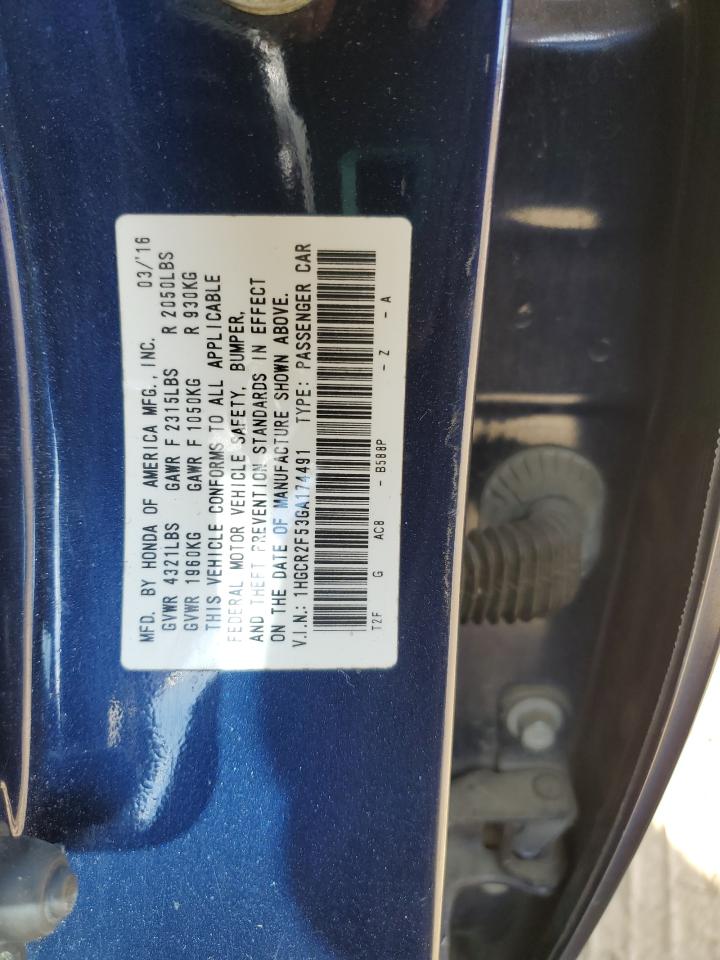 MFD. BY HONDA OF AMERICA MFG., INC. 03/'16
GVWR 4321LBS GAWR F 2315LBS R 2050LBS
GVWR 1960KG GAWR F 1050KG R 930KG
THIS VEHICLE CONFORMS TO ALL APPLICABLE
FEDERAL MOTOR VEHICLE SAFETY, BUMPER,
AND THEFT PREVENTION STANDARDS IN EFFECT
ON THE DATE OF MANUFACTURE SHOWN ABOVE.
V.I.N.: 1HGCR2F53GA174491 TYPE: PASSENGER CAR
T2F G AC8 - B588P - Z - A